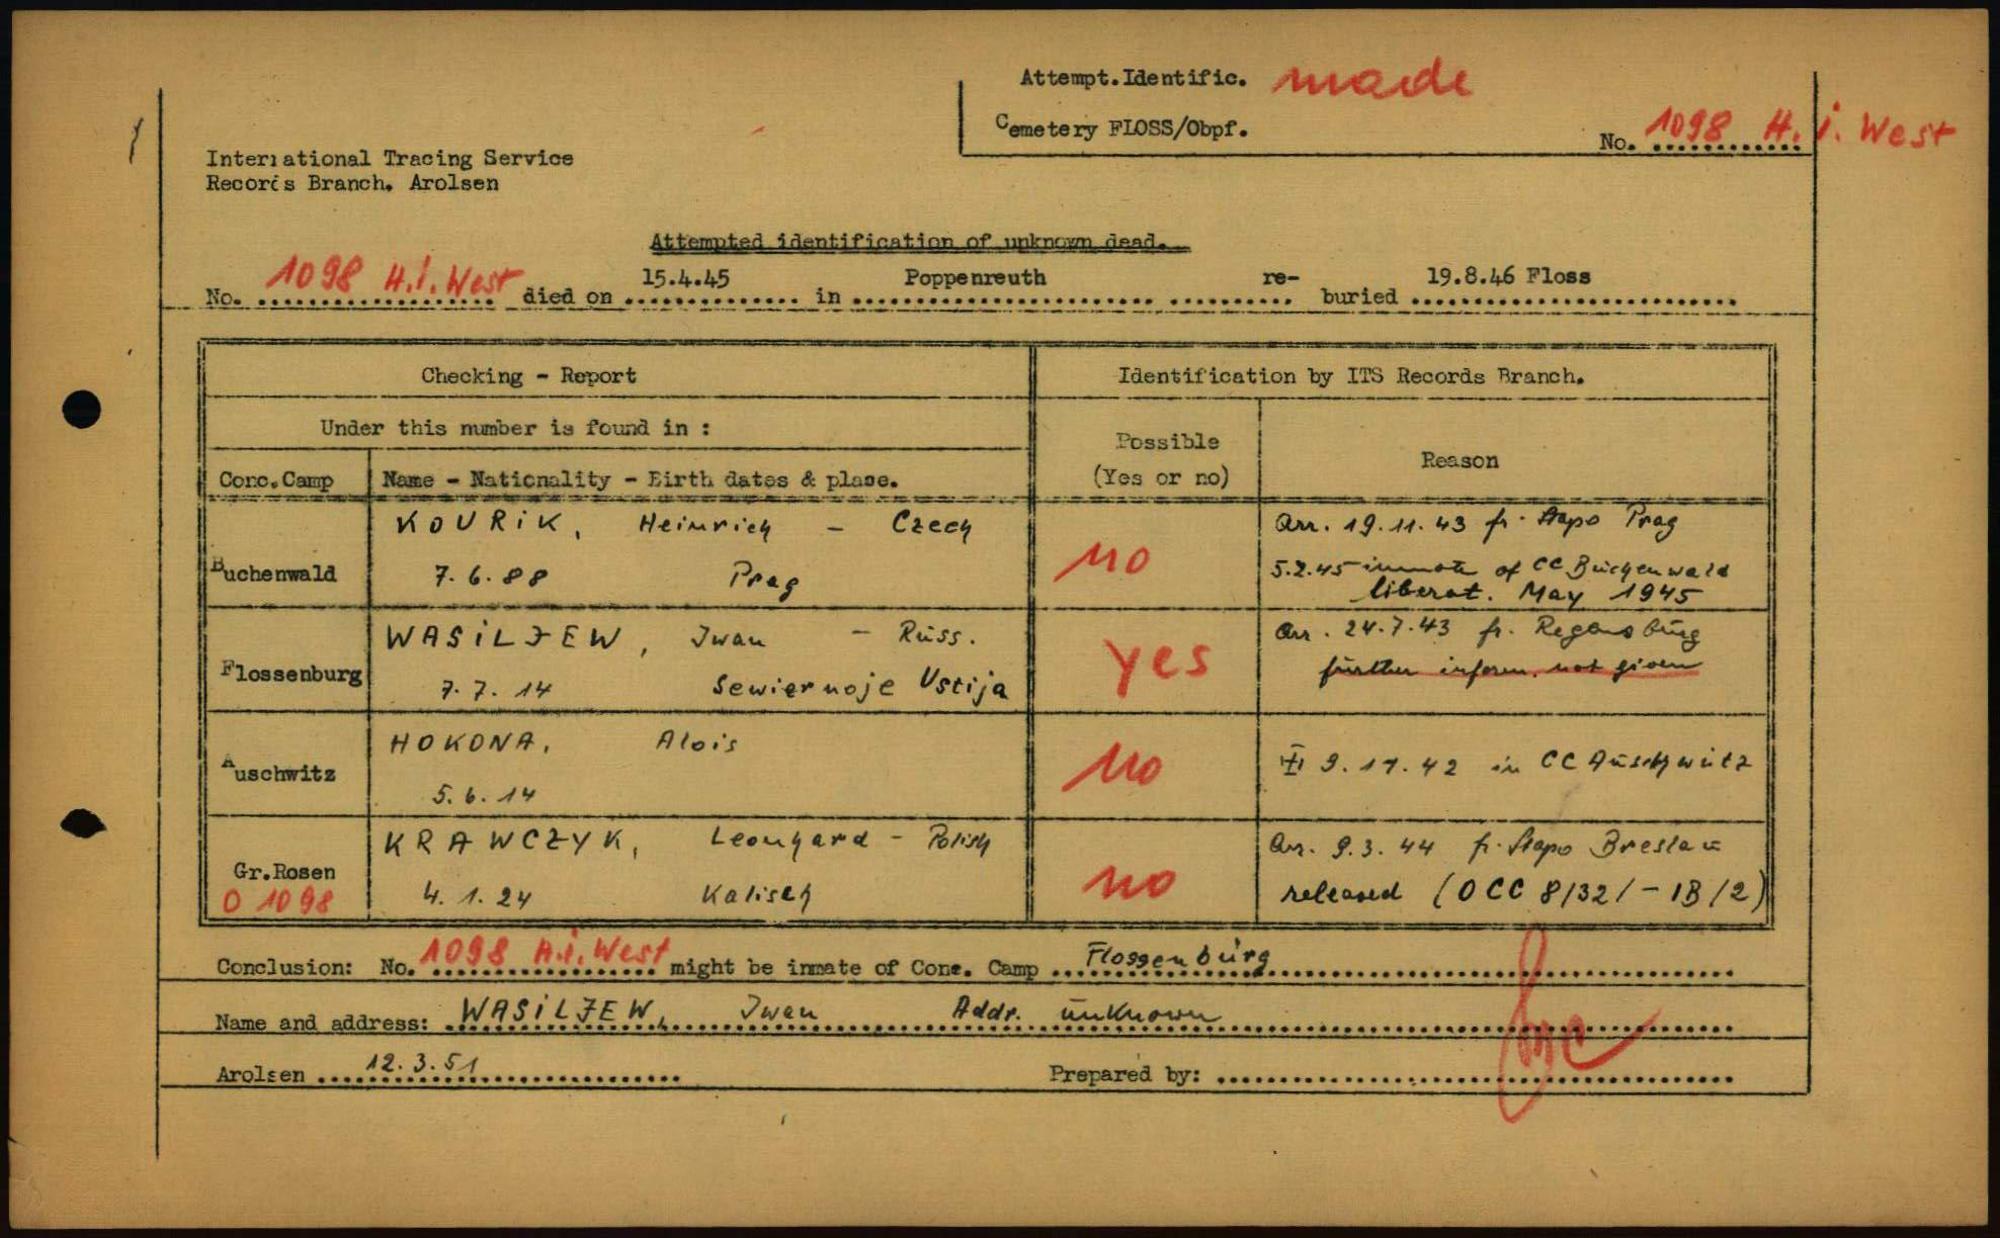 Attempt.Identific. made
Cemetery FLOSS/Obpf.
No. 1098 H. i. West
International Tracing Service
Records Branch. Arolsen
Attempted identification of unknown dead.
No. 1098 H.i.West died on 15.4.45 in Poppenreuth re-buried 19.8.46 Floss
Checking - Report
Identification by ITS Records Branch.
Under this number is found in :
Possible
(Yes or no)
Reason
Conc.Camp
Name - Nationality - Birth dates & place.
Buchenwald
KOURIK, Heinrich - Czech
7.6.88 Prag
no
Arr. 19.11.43 fr. Stapo Prag
5.2.45 inmate of CC Buchenwald
liberat. May 1945
Flossenburg
WASILJEW, Iwan - Russ.
7.7.14 Sewiernoje Ustija
yes
Arr. 24.7.43 fr. Regensburg
further inform. not given
Auschwitz
HOKONA, Alois
5.6.14
no
9.11.42 in CC Auschwitz
Gr.Rosen
O 1098
KRAWCZYK, Leonhard - Polish
4.1.24 Kalisch
no
Arr. 9.3.44 fr. Stapo Breslau
released (OCC 8/32/-IB/2)
Conclusion: No. 1098 H.i.West might be inmate of Conc. Camp Flossenburg
Name and address: WASILJEW, Iwan Addr. unknown
Arolsen 12.3.51
Prepared by: